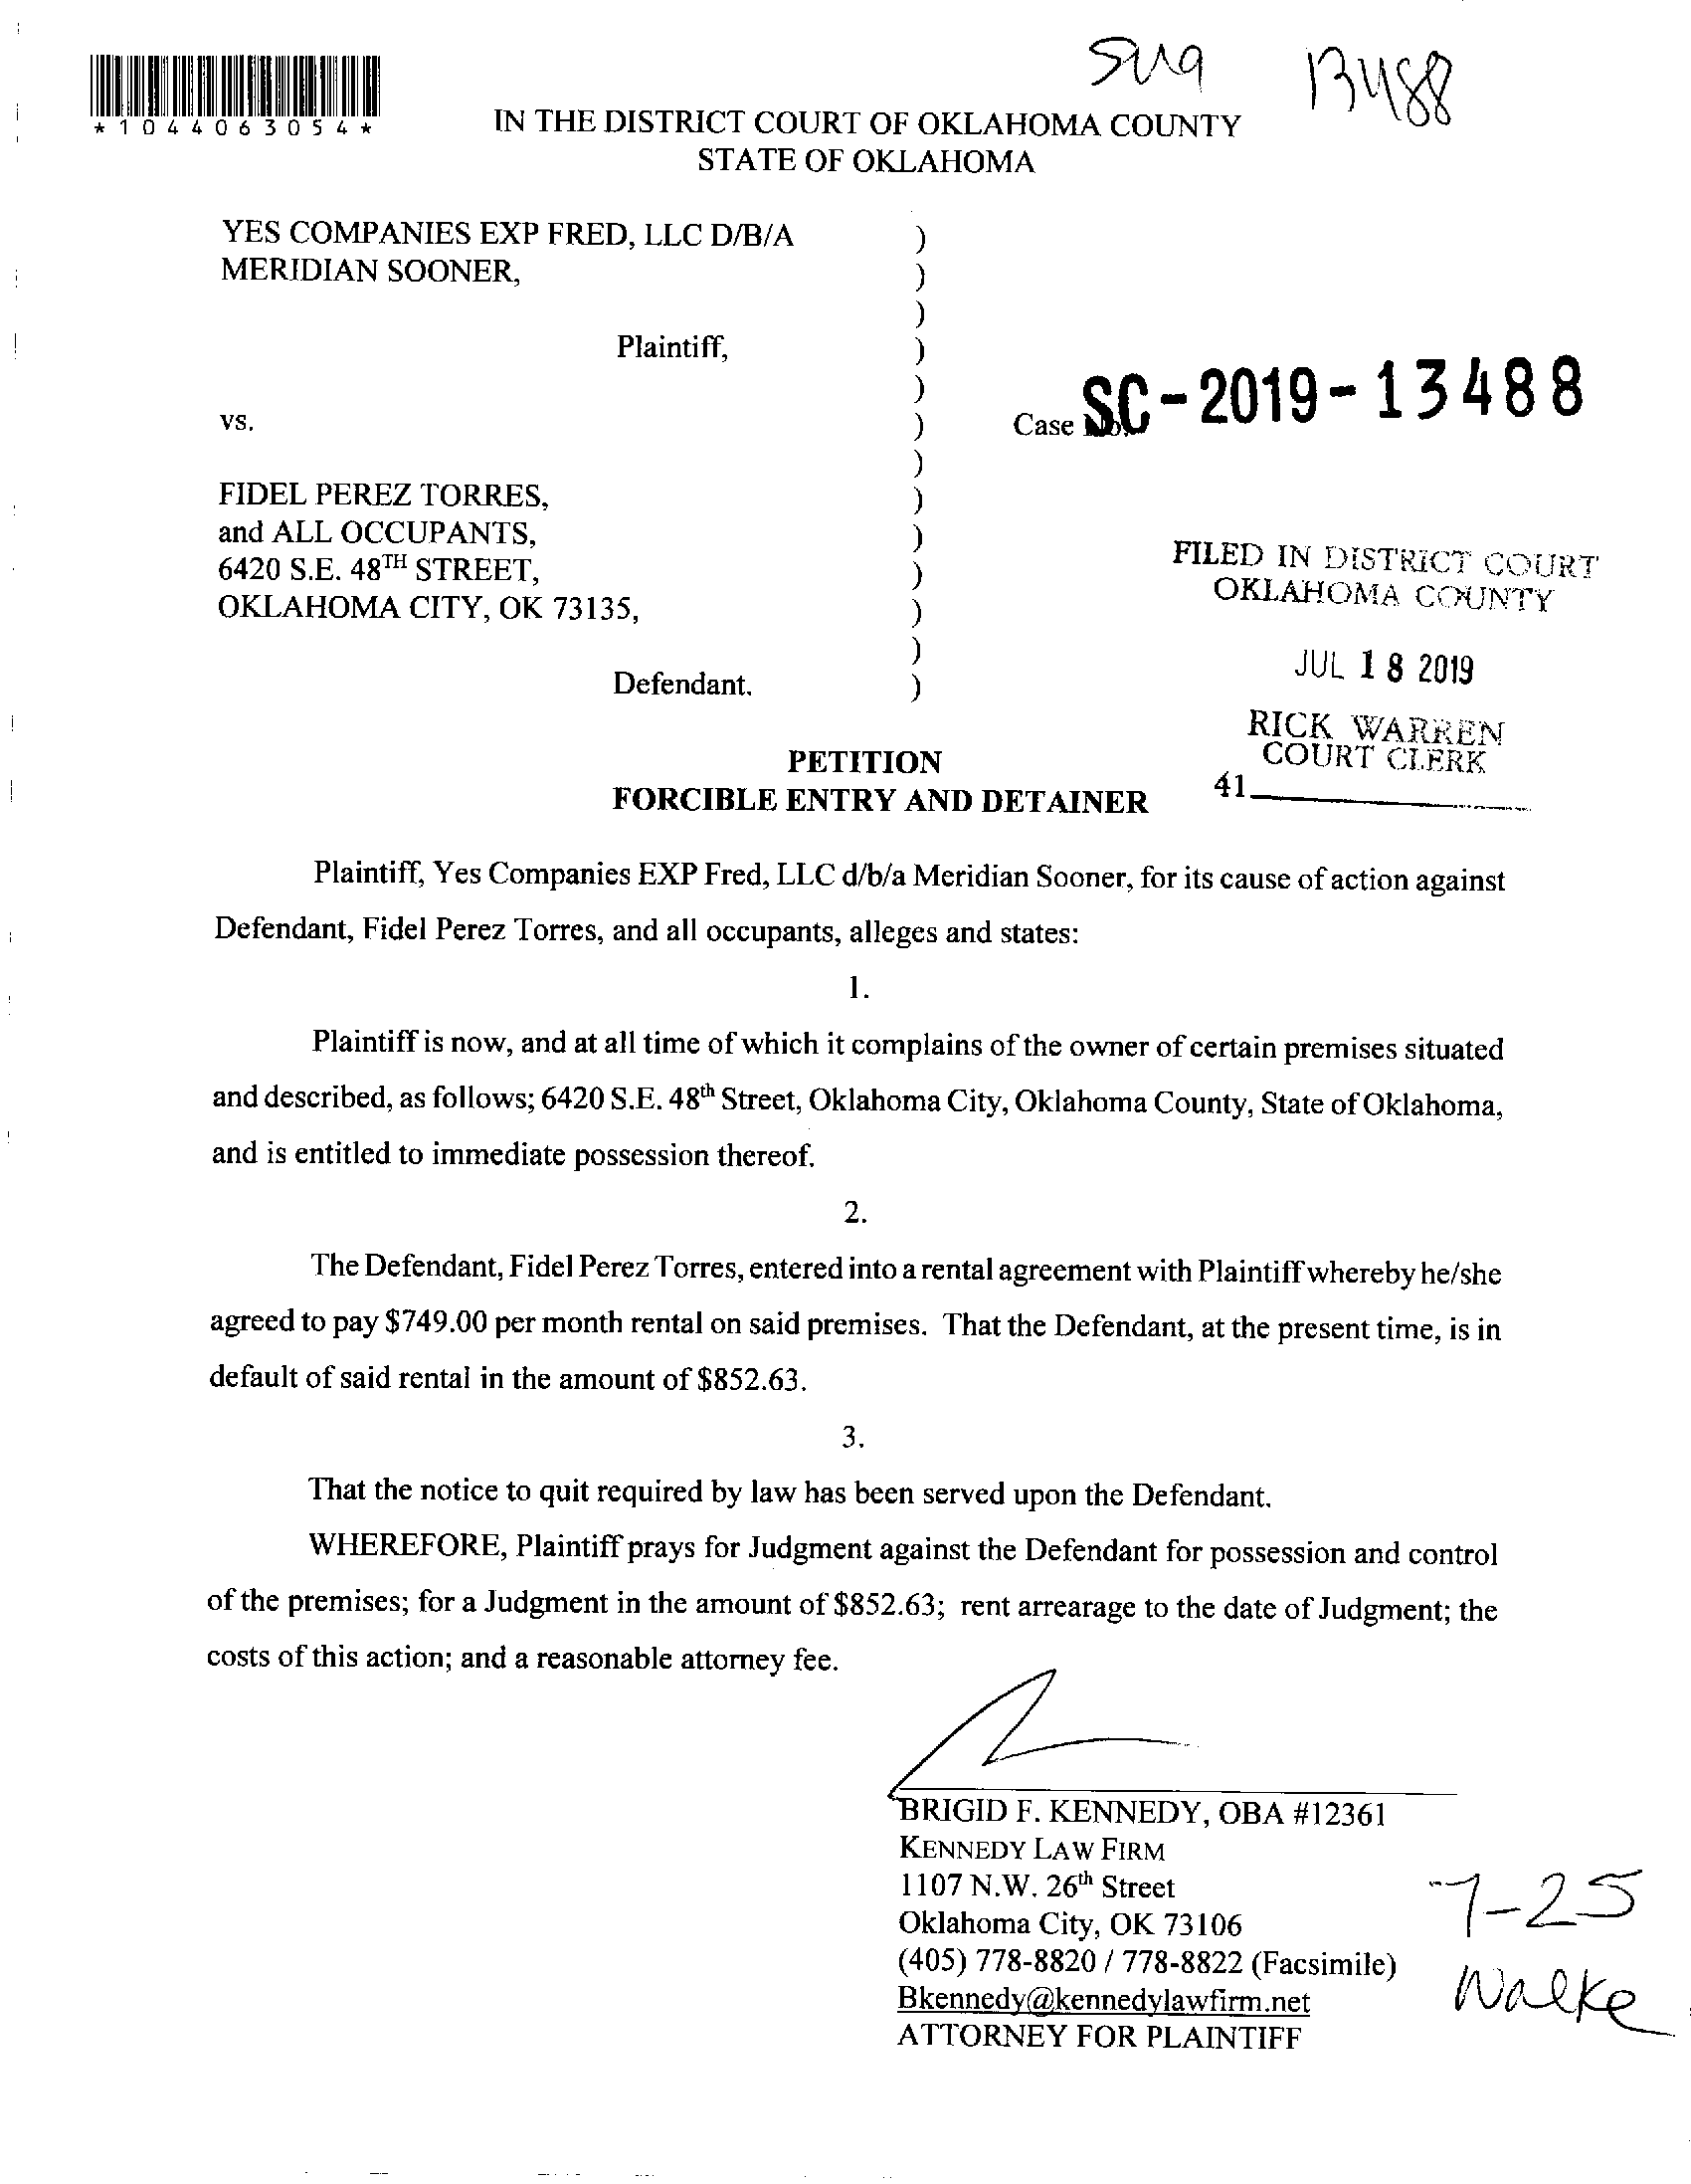 13488
*1044063054*
IN THE DISTRICT COURT OF OKLAHOMA COUNTY
STATE OF OKLAHOMA
YES COMPANIES EXP FRED, LLC D/B/A )
MERIDIAN SOONER, )
)
Plaintiff, )
)
vs. ) Case No. SC-2019-13488
)
FIDEL PEREZ TORRES, )
and ALL OCCUPANTS, )
6420 S.E. 48TH STREET, )
OKLAHOMA CITY, OK 73135, )
)
Defendant. )
FILED IN DISTRICT COURT
OKLAHOMA COUNTY
JUL 18 2019
RICK WARREN
COURT CLERK
41
PETITION
FORCIBLE ENTRY AND DETAINER
Plaintiff, Yes Companies EXP Fred, LLC d/b/a Meridian Sooner, for its cause of action against
Defendant, Fidel Perez Torres, and all occupants, alleges and states:
1.
Plaintiff is now, and at all time of which it complains of the owner of certain premises situated
and described, as follows; 6420 S.E. 48th Street, Oklahoma City, Oklahoma County, State of Oklahoma,
and is entitled to immediate possession thereof.
2.
The Defendant, Fidel Perez Torres, entered into a rental agreement with Plaintiff whereby he/she
agreed to pay $749.00 per month rental on said premises. That the Defendant, at the present time, is in
default of said rental in the amount of $852.63.
3.
That the notice to quit required by law has been served upon the Defendant.
WHEREFORE, Plaintiff prays for Judgment against the Defendant for possession and control
of the premises; for a Judgment in the amount of $852.63; rent arrearage to the date of Judgment; the
costs of this action; and a reasonable attorney fee.
BRIGID F. KENNEDY, OBA #12361
KENNEDY LAW FIRM
1107 N.W. 26th Street
Oklahoma City, OK 73106
(405) 778-8820 / 778-8822 (Facsimile)
Bkennedy@kennedylawfirm.net
ATTORNEY FOR PLAINTIFF
7-25
Walke